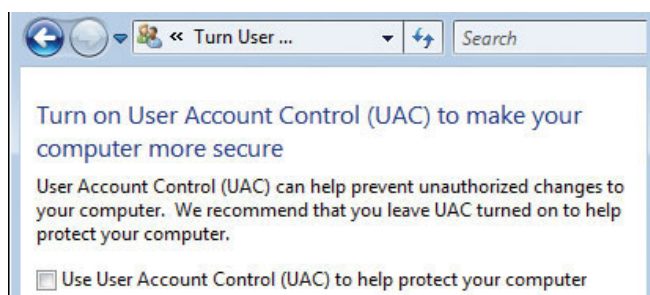 « Turn User ... Search
Turn on User Account Control (UAC) to make your
computer more secure
User Account Control (UAC) can help prevent unauthorized changes to
your computer. We recommend that you leave UAC turned on to help
protect your computer.
Use User Account Control (UAC) to help protect your computer